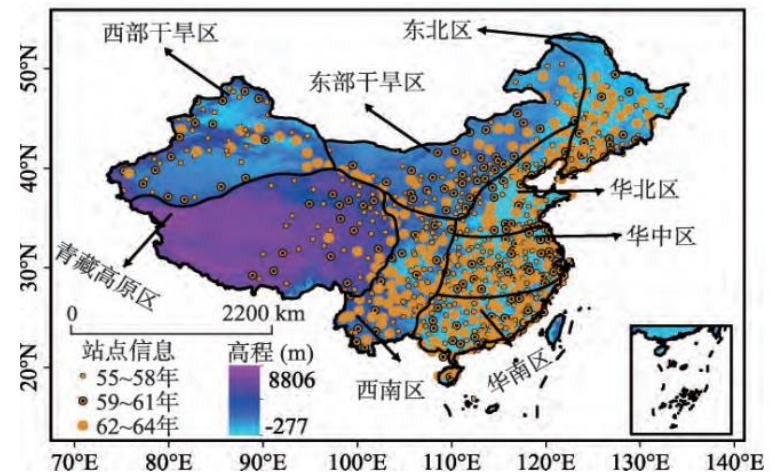 西部干旱区
东北区
东部干旱区
50°N
40°N
30°N
20°N
华北区
华中区
青藏高原区
0 2200 km
站点信息 高程 (m)
55~58年 8806
59~61年
62~64年 -277
西南区
华南区
70°E 80°E 90°E 100°E 110°E 120°E 130°E 140°E